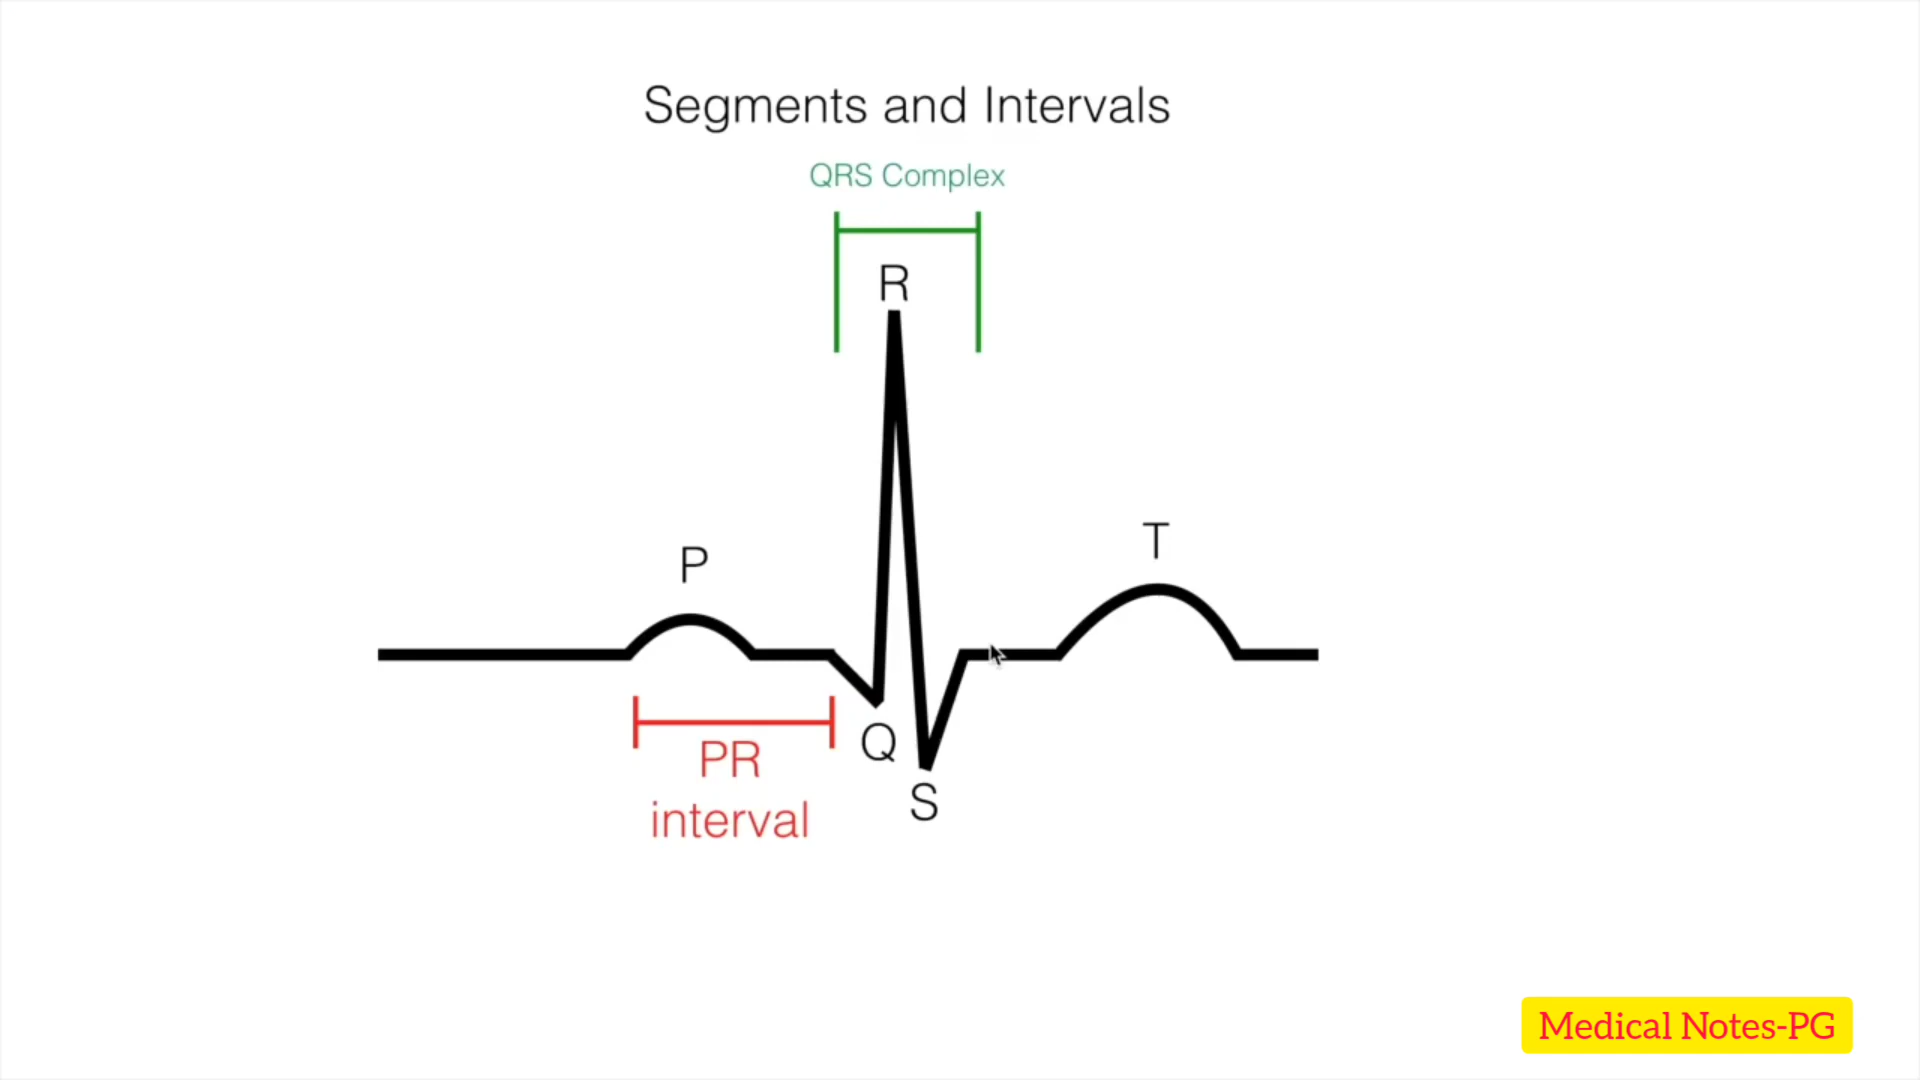 Segments and Intervals
QRS Complex
R
P
T
Q
PR
interval
S
Medical Notes-PG